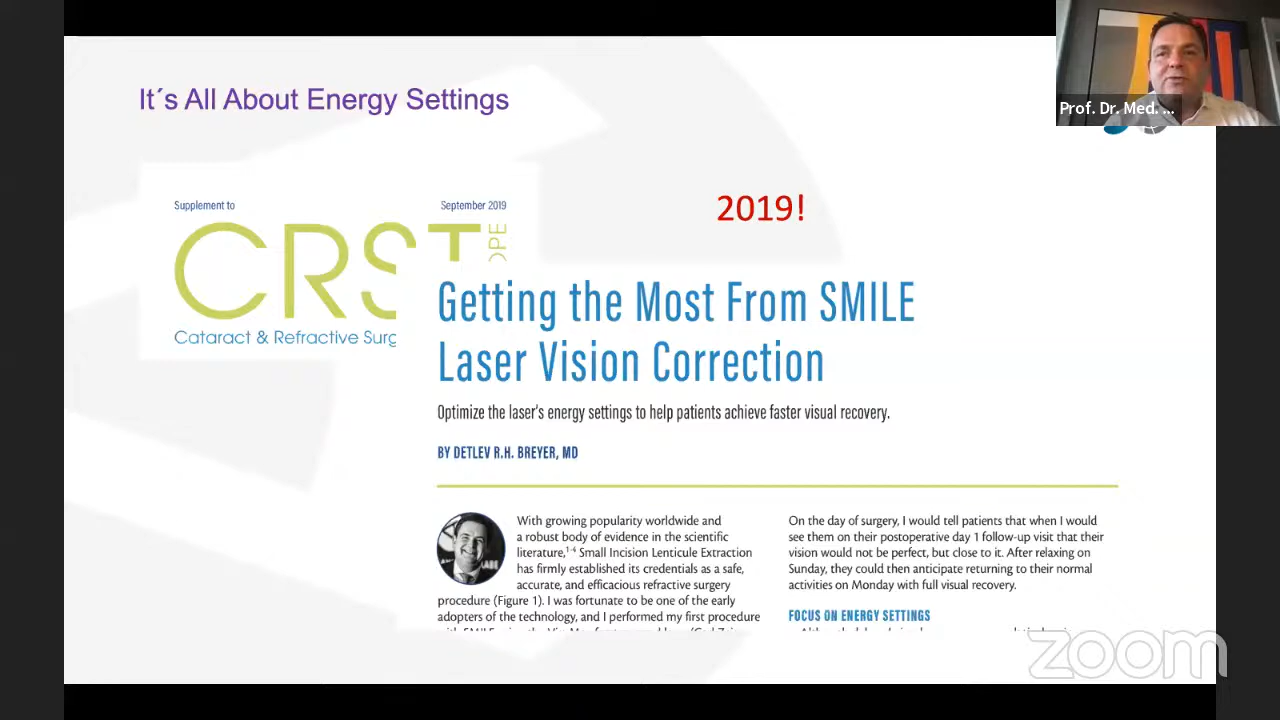 It´s All About Energy Settings
Prof. Dr. Med. ...
Supplement to
September 2019
2019!
CRST
Cataract & Refractive Surg
Getting the Most From SMILE
Laser Vision Correction
Optimize the laser's energy settings to help patients achieve faster visual recovery.
BY DETLEV R.H. BREYER, MD
With growing popularity worldwide and
a robust body of evidence in the scientific
literature,1-6 Small Incision Lenticule Extraction
has firmly established its credentials as a safe,
accurate, and efficacious refractive surgery
procedure (Figure 1). I was fortunate to be one of the early
adopters of the technology, and I performed my first procedure
On the day of surgery, I would tell patients that when I would
see them on their postoperative day 1 follow-up visit that their
vision would not be perfect, but close to it. After relaxing on
Sunday, they could then anticipate returning to their normal
activities on Monday with full visual recovery.
FOCUS ON ENERGY SETTINGS
zoom